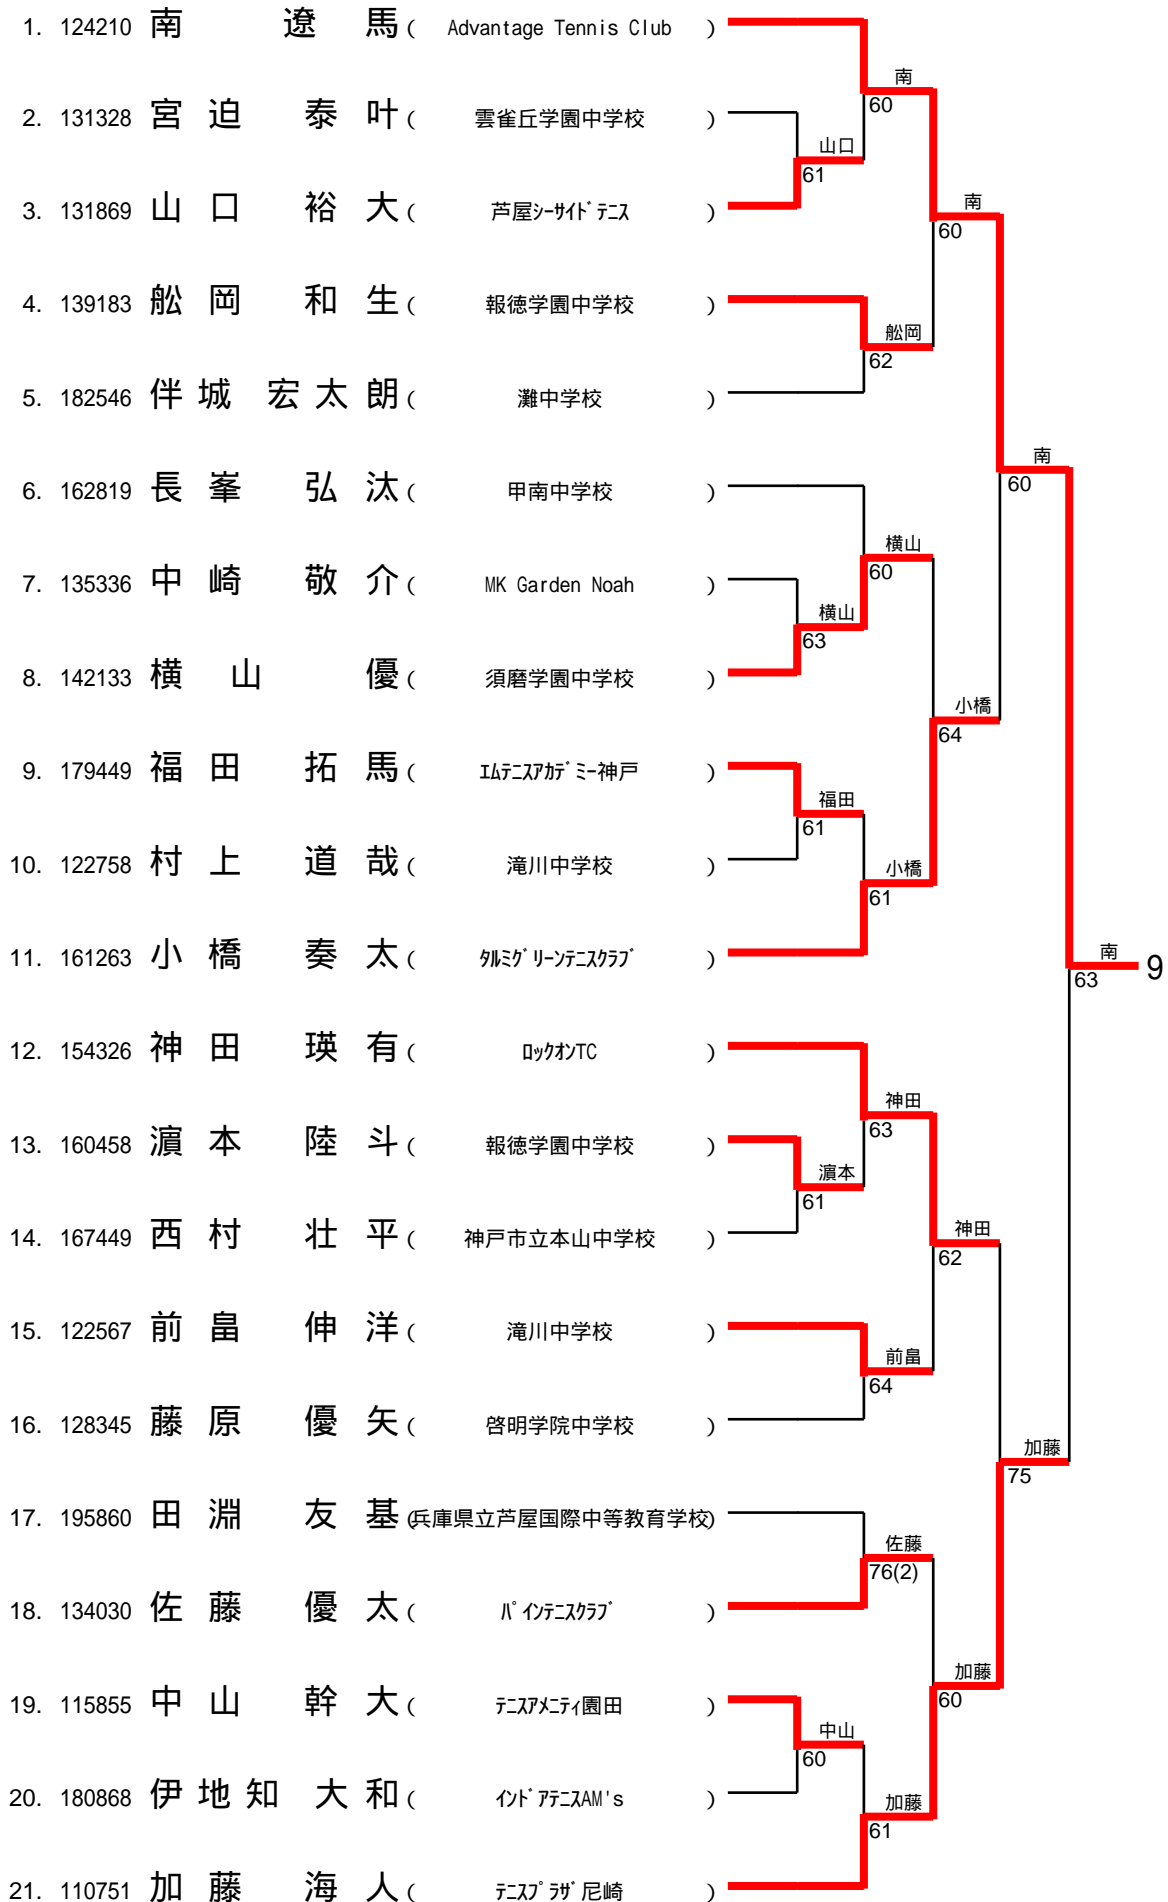 1. 124210 南 遼 馬 ( Advantage Tennis Club )
南
60
2. 131328 宮 迫 泰 叶 ( 雲雀丘学園中学校 )
山口
61
3. 131869 山 口 裕 大 ( 芦屋ｼｰｻｲﾄﾞﾃﾆｽ )
南
60
4. 139183 舩 岡 和 生 ( 報徳学園中学校 )
舩岡
62
5. 182546 伴 城 宏 太 朗 ( 灘中学校 )
南
60
6. 162819 長 峯 弘 汰 ( 甲南中学校 )
横山
60
7. 135336 中 崎 敬 介 ( MK Garden Noah )
横山
63
8. 142133 横 山 優 ( 須磨学園中学校 )
小橋
64
9. 179449 福 田 拓 馬 ( ｴﾑﾃﾆｽｱｶﾃﾞﾐｰ神戸 )
福田
61
10. 122758 村 上 道 哉 ( 滝川中学校 )
小橋
61
11. 161263 小 橋 奏 太 ( ﾀﾙﾐｸﾞﾘｰﾝﾃﾆｽｸﾗﾌﾞ )
南
63
9
12. 154326 神 田 瑛 有 ( ﾛｯｸｵﾝTC )
神田
63
13. 160458 濵 本 陸 斗 ( 報徳学園中学校 )
濵本
61
14. 167449 西 村 壮 平 ( 神戸市立本山中学校 )
神田
62
15. 122567 前 畠 伸 洋 ( 滝川中学校 )
前畠
64
16. 128345 藤 原 優 矢 ( 啓明学院中学校 )
加藤
75
17. 195860 田 淵 友 基 (兵庫県立芦屋国際中等教育学校)
佐藤
76(2)
18. 134030 佐 藤 優 太 ( ﾊﾟｲﾝﾃﾆｽｸﾗﾌﾞ )
加藤
60
19. 115855 中 山 幹 大 ( ﾃﾆｽｱﾒﾆﾃｨ園田 )
中山
60
20. 180868 伊 地 知 大 和 ( ｲﾝﾄﾞｱﾃﾆｽAM's )
加藤
61
21. 110751 加 藤 海 人 ( ﾃﾆｽﾌﾟﾗｻﾞ尼崎 )